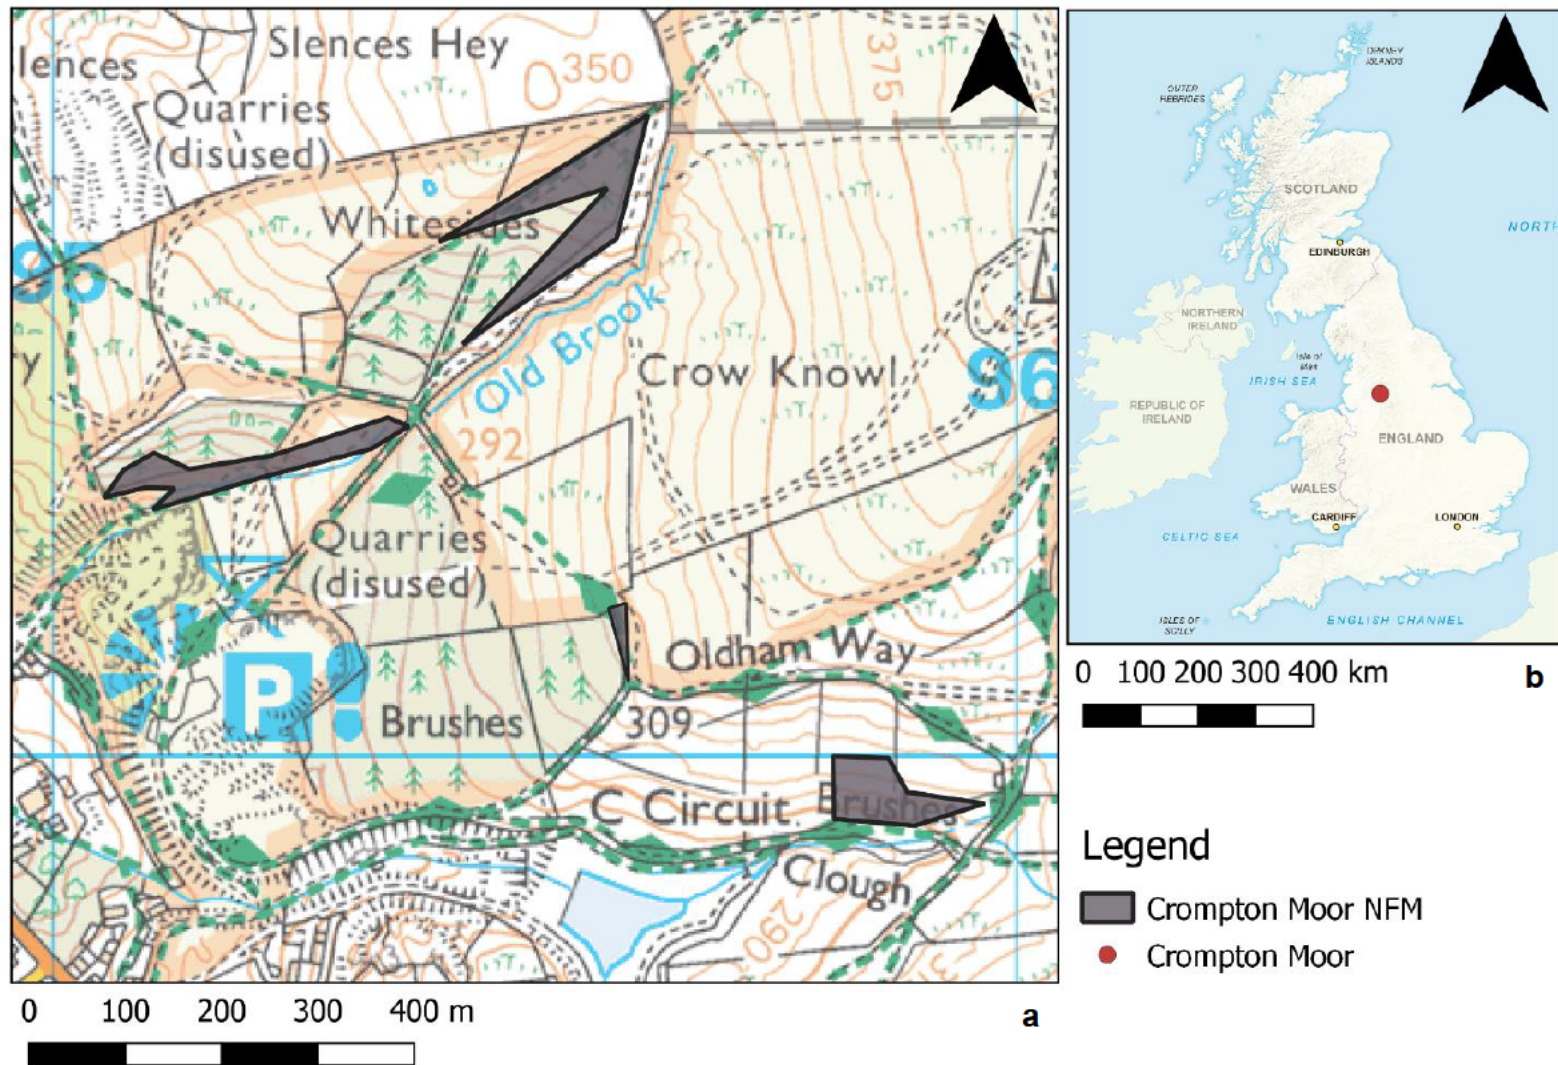 Slences Hey
lences
350
375
Quarries
(disused)
Whitesides
95
Old Brook
Crow Knowl
96
y
292
Quarries
(disused)
P
Oldham Way
Brushes
309
C Circuit
Brushes
Clough
290
0 100 200 300 400 m
a
ORKNEY
ISLANDS
OUTER
HEBRIDES
SCOTLAND
NORTH
EDINBURGH
NORTHERN
IRELAND
Isle of
Man
IRISH SEA
REPUBLIC OF
IRELAND
ENGLAND
WALES
CARDIFF
LONDON
CELTIC SEA
ISLES OF
SCILLY
ENGLISH CHANNEL
0 100 200 300 400 km
b
Legend
Crompton Moor NFM
Crompton Moor